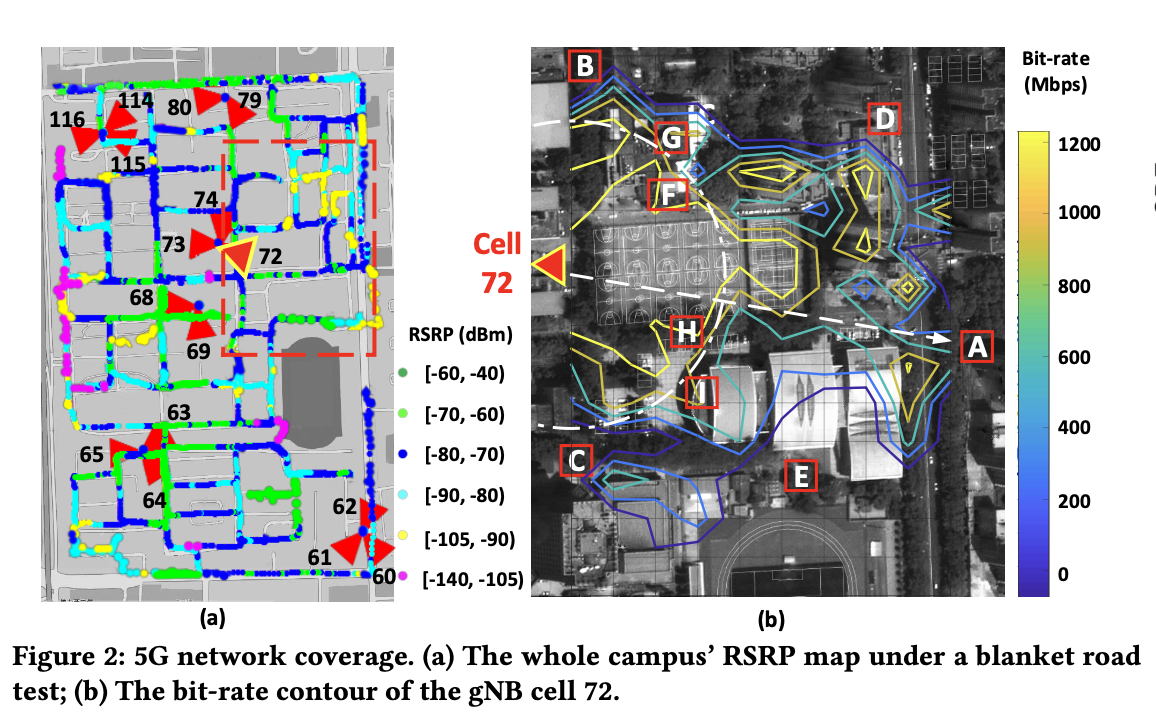 114
80
79
116
115
74
73
72
68
69
63
65
64
62
61
60
RSRP (dBm)
[-60, -40)
[-70, -60)
[-80, -70)
[-90, -80)
[-105, -90)
[-140, -105)
(a)
Cell
72
B
G
D
F
H
A
C
E
(b)
Bit-rate
(Mbps)
1200
1000
800
600
400
200
0
Figure 2: 5G network coverage. (a) The whole campus’ RSRP map under a blanket road
test; (b) The bit-rate contour of the gNB cell 72.